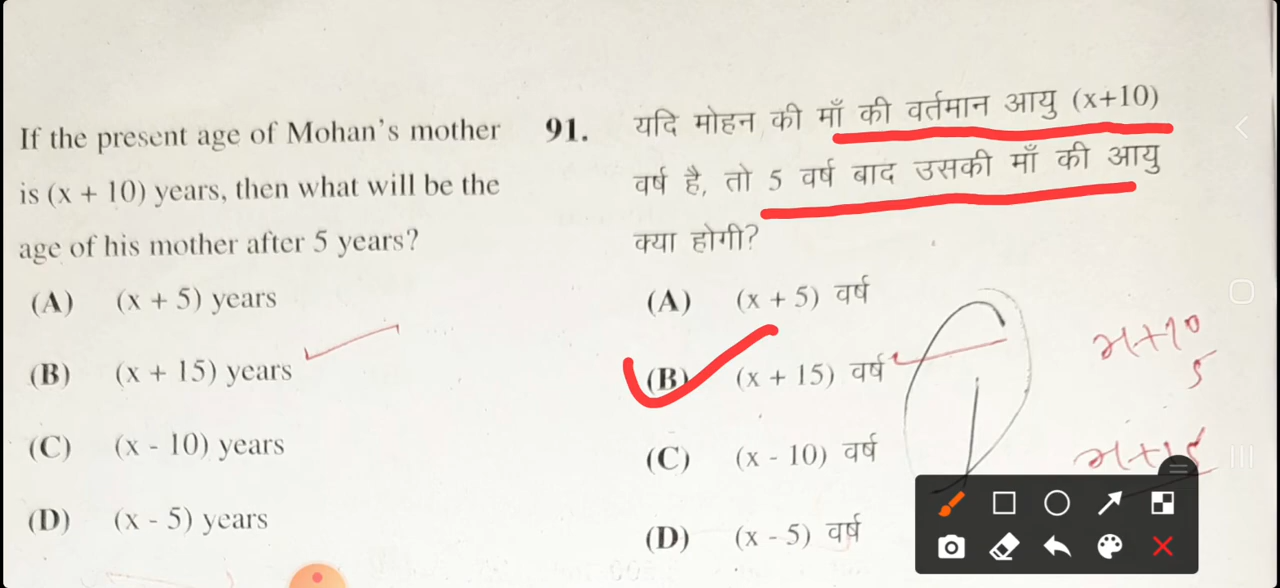 If the present age of Mohan's mother
is (x + 10) years, then what will be the
age of his mother after 5 years?
(A) (x + 5) years
(B) (x + 15) years
(C) (x - 10) years
(D) (x - 5) years
91. यदि मोहन की माँ की वर्तमान आयु (x+10)
वर्ष है, तो 5 वर्ष बाद उसकी माँ की आयु
क्या होगी?
(A) (x + 5) वर्ष
(B) (x + 15) वर्ष
(C) (x - 10) वर्ष
(D) (x - 5) वर्ष
x+10
5
x+15